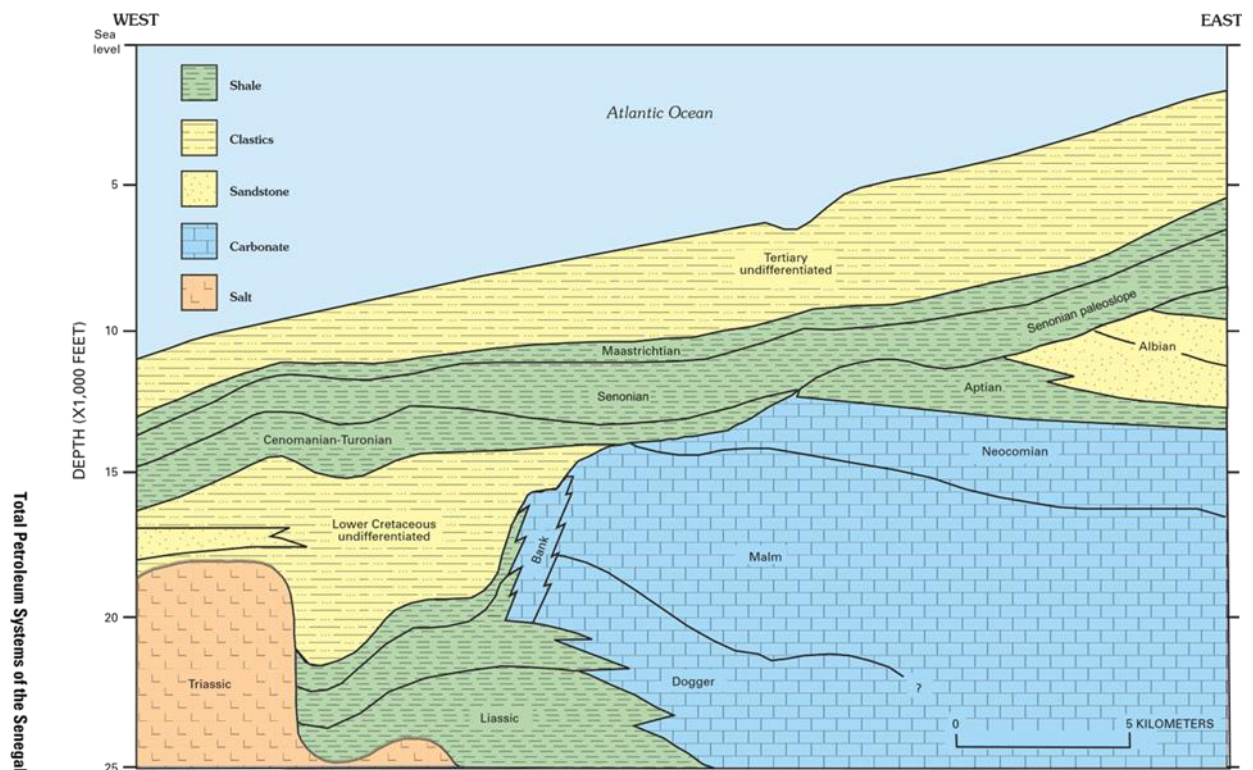 WEST
EAST
Sea
level
Shale
Clastics
Sandstone
Carbonate
Salt
Atlantic Ocean
5
10
15
20
25
DEPTH (X1,000 FEET)
Tertiary
undifferentiated
Maastrichtian
Senonian paleoslope
Albian
Senonian
Aptian
Cenomanian-Turonian
Neocomian
Lower Cretaceous
undifferentiated
Bank
Malm
Triassic
Dogger
?
Liassic
0
5 KILOMETERS
Total Petroleum Systems of the Senegal